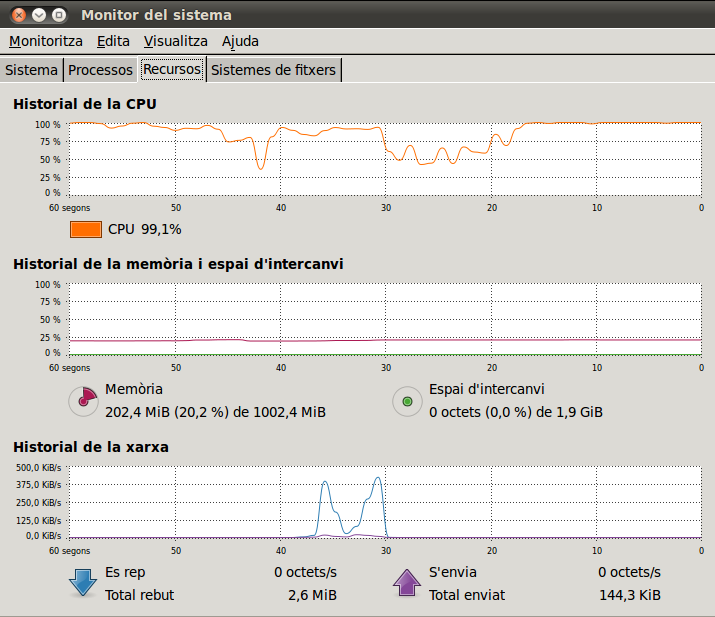 Monitor del sistema
Monitoritza Edita Visualitza Ajuda
Sistema Processos Recursos Sistemes de fitxers
Historial de la CPU
100 %
75 %
50 %
25 %
0 %
60 segons 50 40 30 20 10 0
CPU 99,1%
Historial de la memòria i espai d'intercanvi
100 %
75 %
50 %
25 %
0 %
60 segons 50 40 30 20 10 0
Memòria Espai d'intercanvi
202,4 MiB (20,2 %) de 1002,4 MiB 0 octets (0,0 %) de 1,9 GiB
Historial de la xarxa
500,0 KiB/s
375,0 KiB/s
250,0 KiB/s
125,0 KiB/s
0,0 KiB/s
60 segons 50 40 30 20 10 0
Es rep 0 octets/s S'envia 0 octets/s
Total rebut 2,6 MiB Total enviat 144,3 KiB